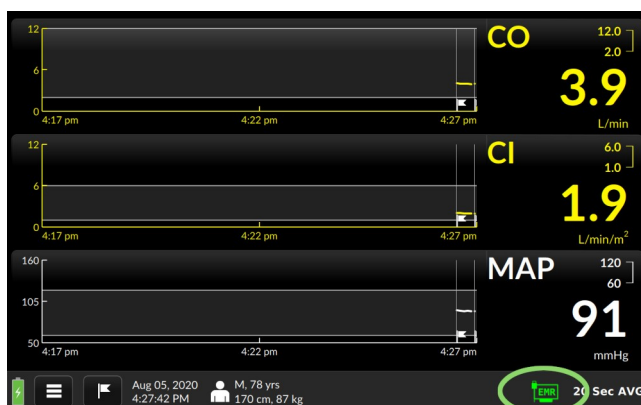 12
6
0
4:17 pm 4:22 pm 4:27 pm
CO
12.0
2.0
3.9
L/min
12
6
0
4:17 pm 4:22 pm 4:27 pm
CI
6.0
1.0
1.9
L/min/m²
160
105
50
4:17 pm 4:22 pm 4:27 pm
MAP
120
60
91
mmHg
Aug 05, 2020
4:27:42 PM
M, 78 yrs
170 cm, 87 kg
EMR
20 Sec AVG